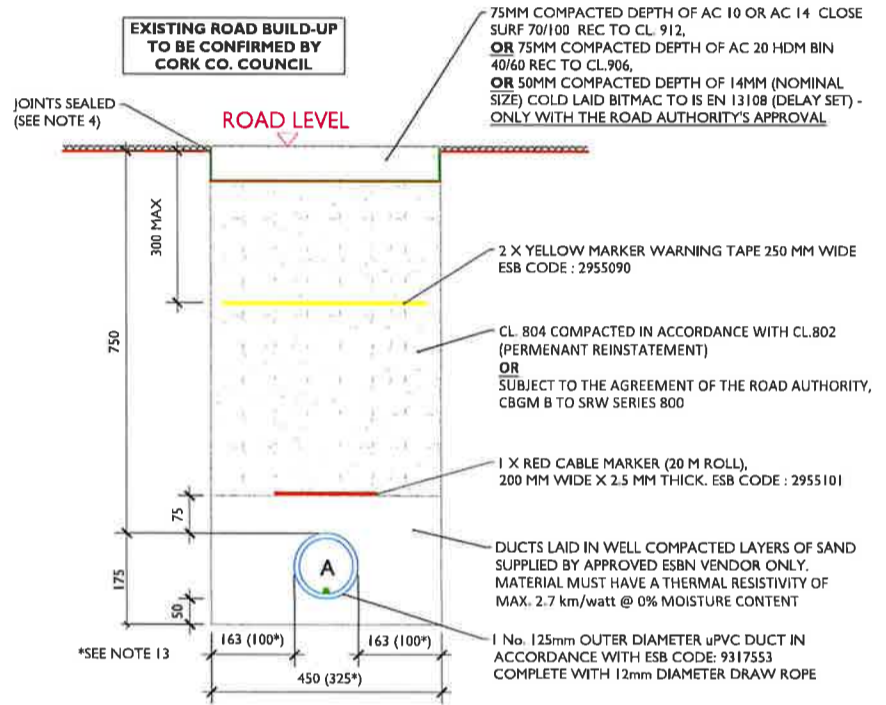 EXISTING ROAD BUILD-UP
TO BE CONFIRMED BY
CORK CO. COUNCIL
75MM COMPACTED DEPTH OF AC 10 OR AC 14 CLOSE
SURF 70/100 REC TO CL. 912,
OR 75MM COMPACTED DEPTH OF AC 20 HDM BIN
40/60 REC TO CL.906,
OR 50MM COMPACTED DEPTH OF 14MM (NOMINAL
SIZE) COLD LAID BITMAC TO IS EN 13108 (DELAY SET) -
ONLY WITH THE ROAD AUTHORITY'S APPROVAL
JOINTS SEALED
(SEE NOTE 4)
ROAD LEVEL
300 MAX
2 X YELLOW MARKER WARNING TAPE 250 MM WIDE
ESB CODE : 2955090
750
CL. 804 COMPACTED IN ACCORDANCE WITH CL.802
(PERMENANT REINSTATEMENT)
OR
SUBJECT TO THE AGREEMENT OF THE ROAD AUTHORITY,
CBGM B TO SRW SERIES 800
1 X RED CABLE MARKER (20 M ROLL),
200 MM WIDE X 2.5 MM THICK. ESB CODE : 2955101
75
DUCTS LAID IN WELL COMPACTED LAYERS OF SAND
SUPPLIED BY APPROVED ESBN VENDOR ONLY.
MATERIAL MUST HAVE A THERMAL RESISTIVITY OF
MAX. 2.7 km/watt @ 0% MOISTURE CONTENT
A
175
50
*SEE NOTE 13
163 (100*)
163 (100*)
450 (325*)
1 No. 125mm OUTER DIAMETER uPVC DUCT IN
ACCORDANCE WITH ESB CODE: 9317553
COMPLETE WITH 12mm DIAMETER DRAW ROPE